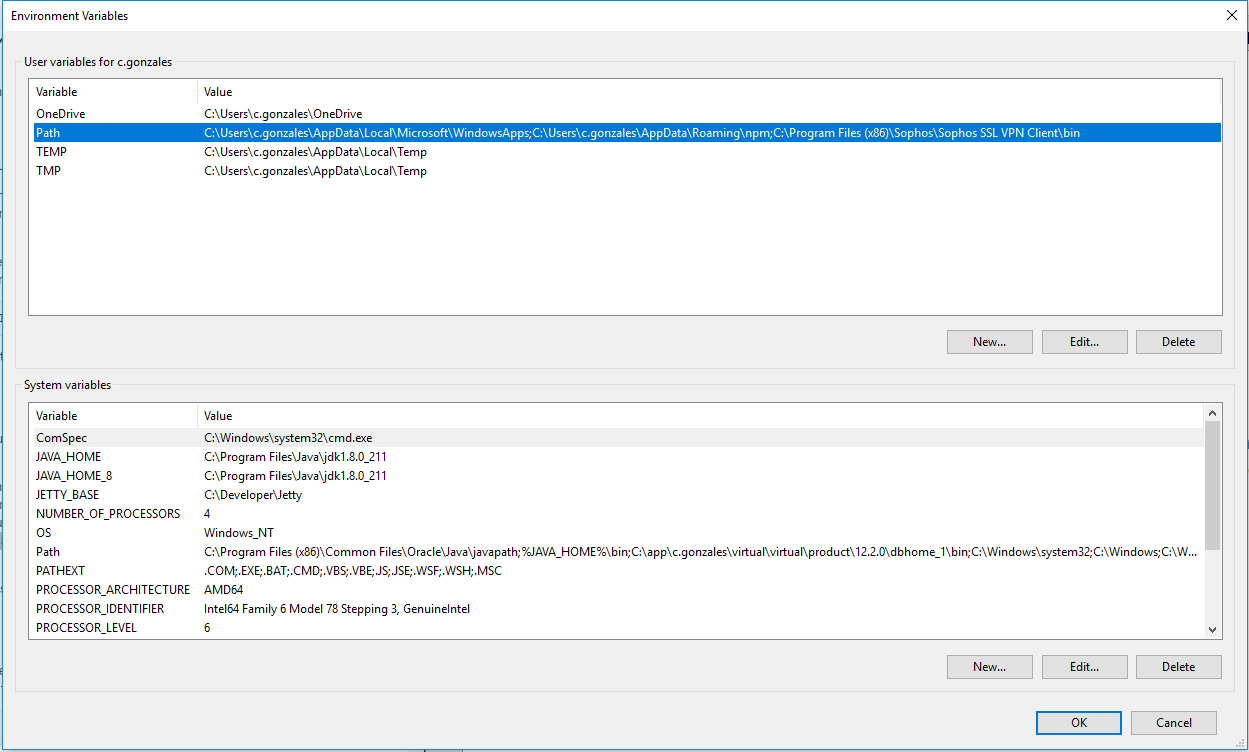 Environment Variables
User variables for c.gonzales
Variable Value
OneDrive C:\Users\c.gonzales\OneDrive
Path C:\Users\c.gonzales\AppData\Local\Microsoft\WindowsApps;C:\Users\c.gonzales\AppData\Roaming\npm;C:\Program Files (x86)\Sophos\Sophos SSL VPN Client\bin
TEMP C:\Users\c.gonzales\AppData\Local\Temp
TMP C:\Users\c.gonzales\AppData\Local\Temp
New... Edit... Delete
System variables
Variable Value
ComSpec C:\Windows\system32\cmd.exe
JAVA_HOME C:\Program Files\Java\jdk1.8.0_211
JAVA_HOME_8 C:\Program Files\Java\jdk1.8.0_211
JETTY_BASE C:\Developer\Jetty
NUMBER_OF_PROCESSORS 4
OS Windows_NT
Path C:\Program Files (x86)\Common Files\Oracle\Java\javapath;%JAVA_HOME%\bin;C:\app\c.gonzales\virtual\virtual\product\12.2.0\dbhome_1\bin;C:\Windows\system32;C:\Windows;C:\W...
PATHEXT .COM;.EXE;.BAT;.CMD;.VBS;.VBE;.JS;.JSE;.WSF;.WSH;.MSC
PROCESSOR_ARCHITECTURE AMD64
PROCESSOR_IDENTIFIER Intel64 Family 6 Model 78 Stepping 3, GenuineIntel
PROCESSOR_LEVEL 6
New... Edit... Delete
OK Cancel